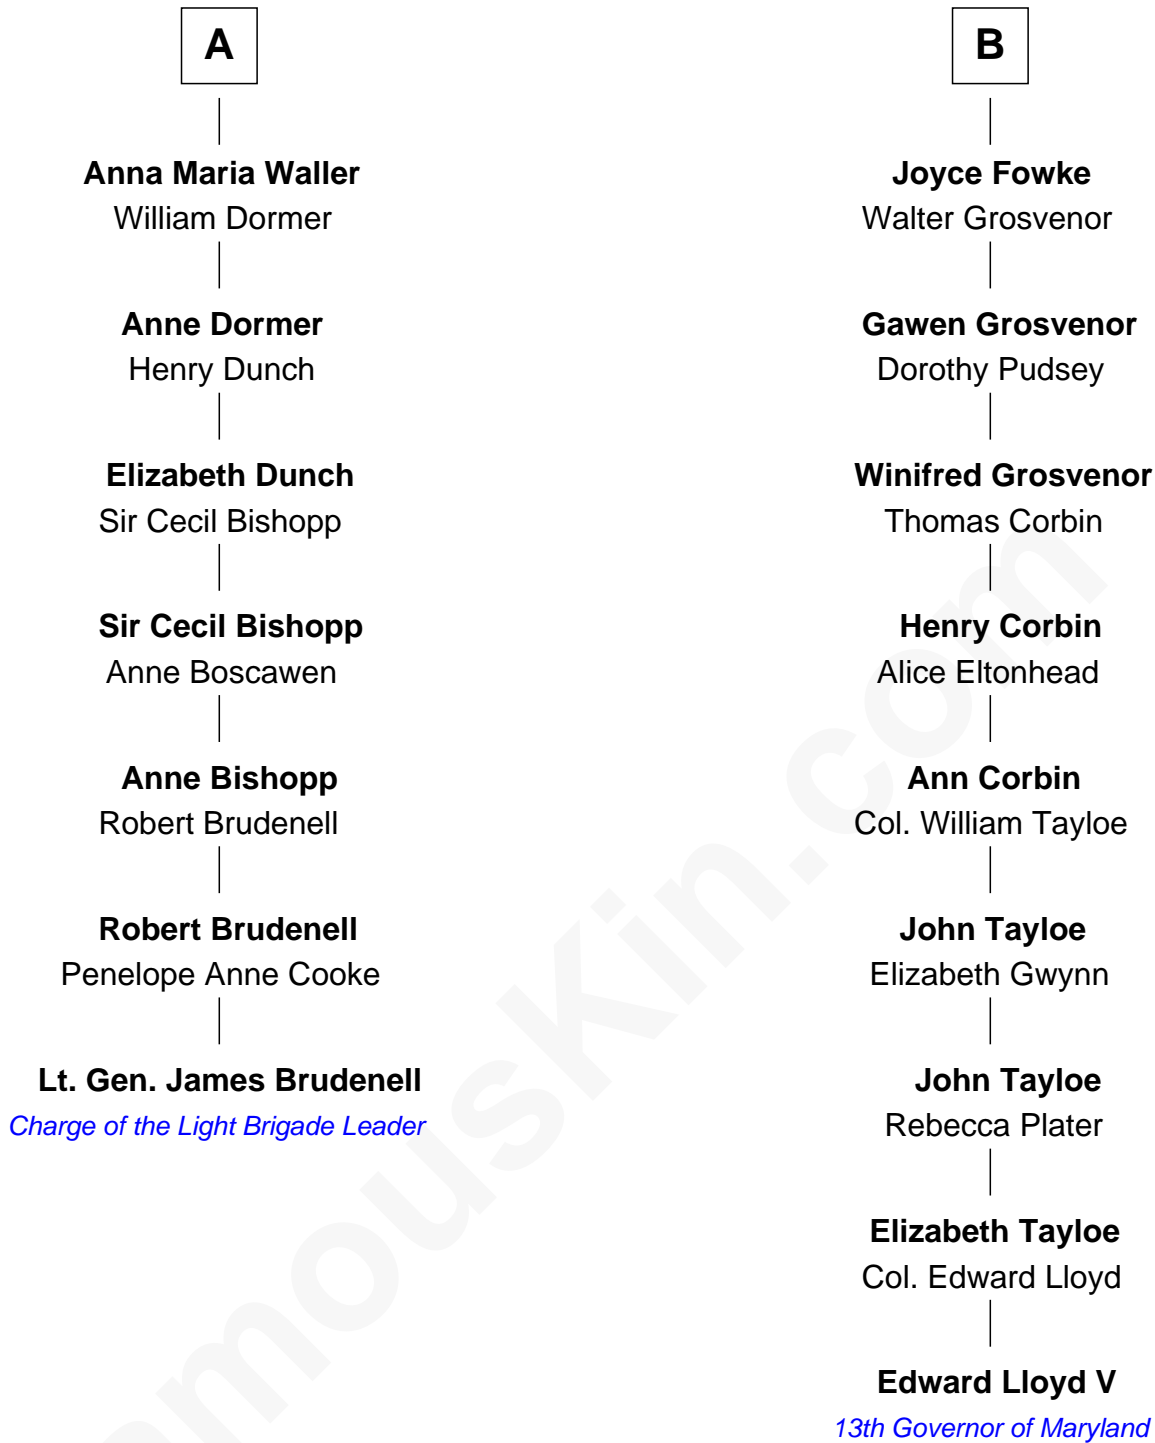 A
Anna Maria Waller
William Dormer
Anne Dormer
Henry Dunch
Elizabeth Dunch
Sir Cecil Bishopp
Sir Cecil Bishopp
Anne Boscawen
Anne Bishopp
Robert Brudenell
Robert Brudenell
Penelope Anne Cooke
Lt. Gen. James Brudenell
Charge of the Light Brigade Leader
B
Joyce Fowke
Walter Grosvenor
Gawen Grosvenor
Dorothy Pudsey
Winifred Grosvenor
Thomas Corbin
Henry Corbin
Alice Eltonhead
Ann Corbin
Col. William Tayloe
John Tayloe
Elizabeth Gwynn
John Tayloe
Rebecca Plater
Elizabeth Tayloe
Col. Edward Lloyd
Edward Lloyd V
13th Governor of Maryland
amouskin.com